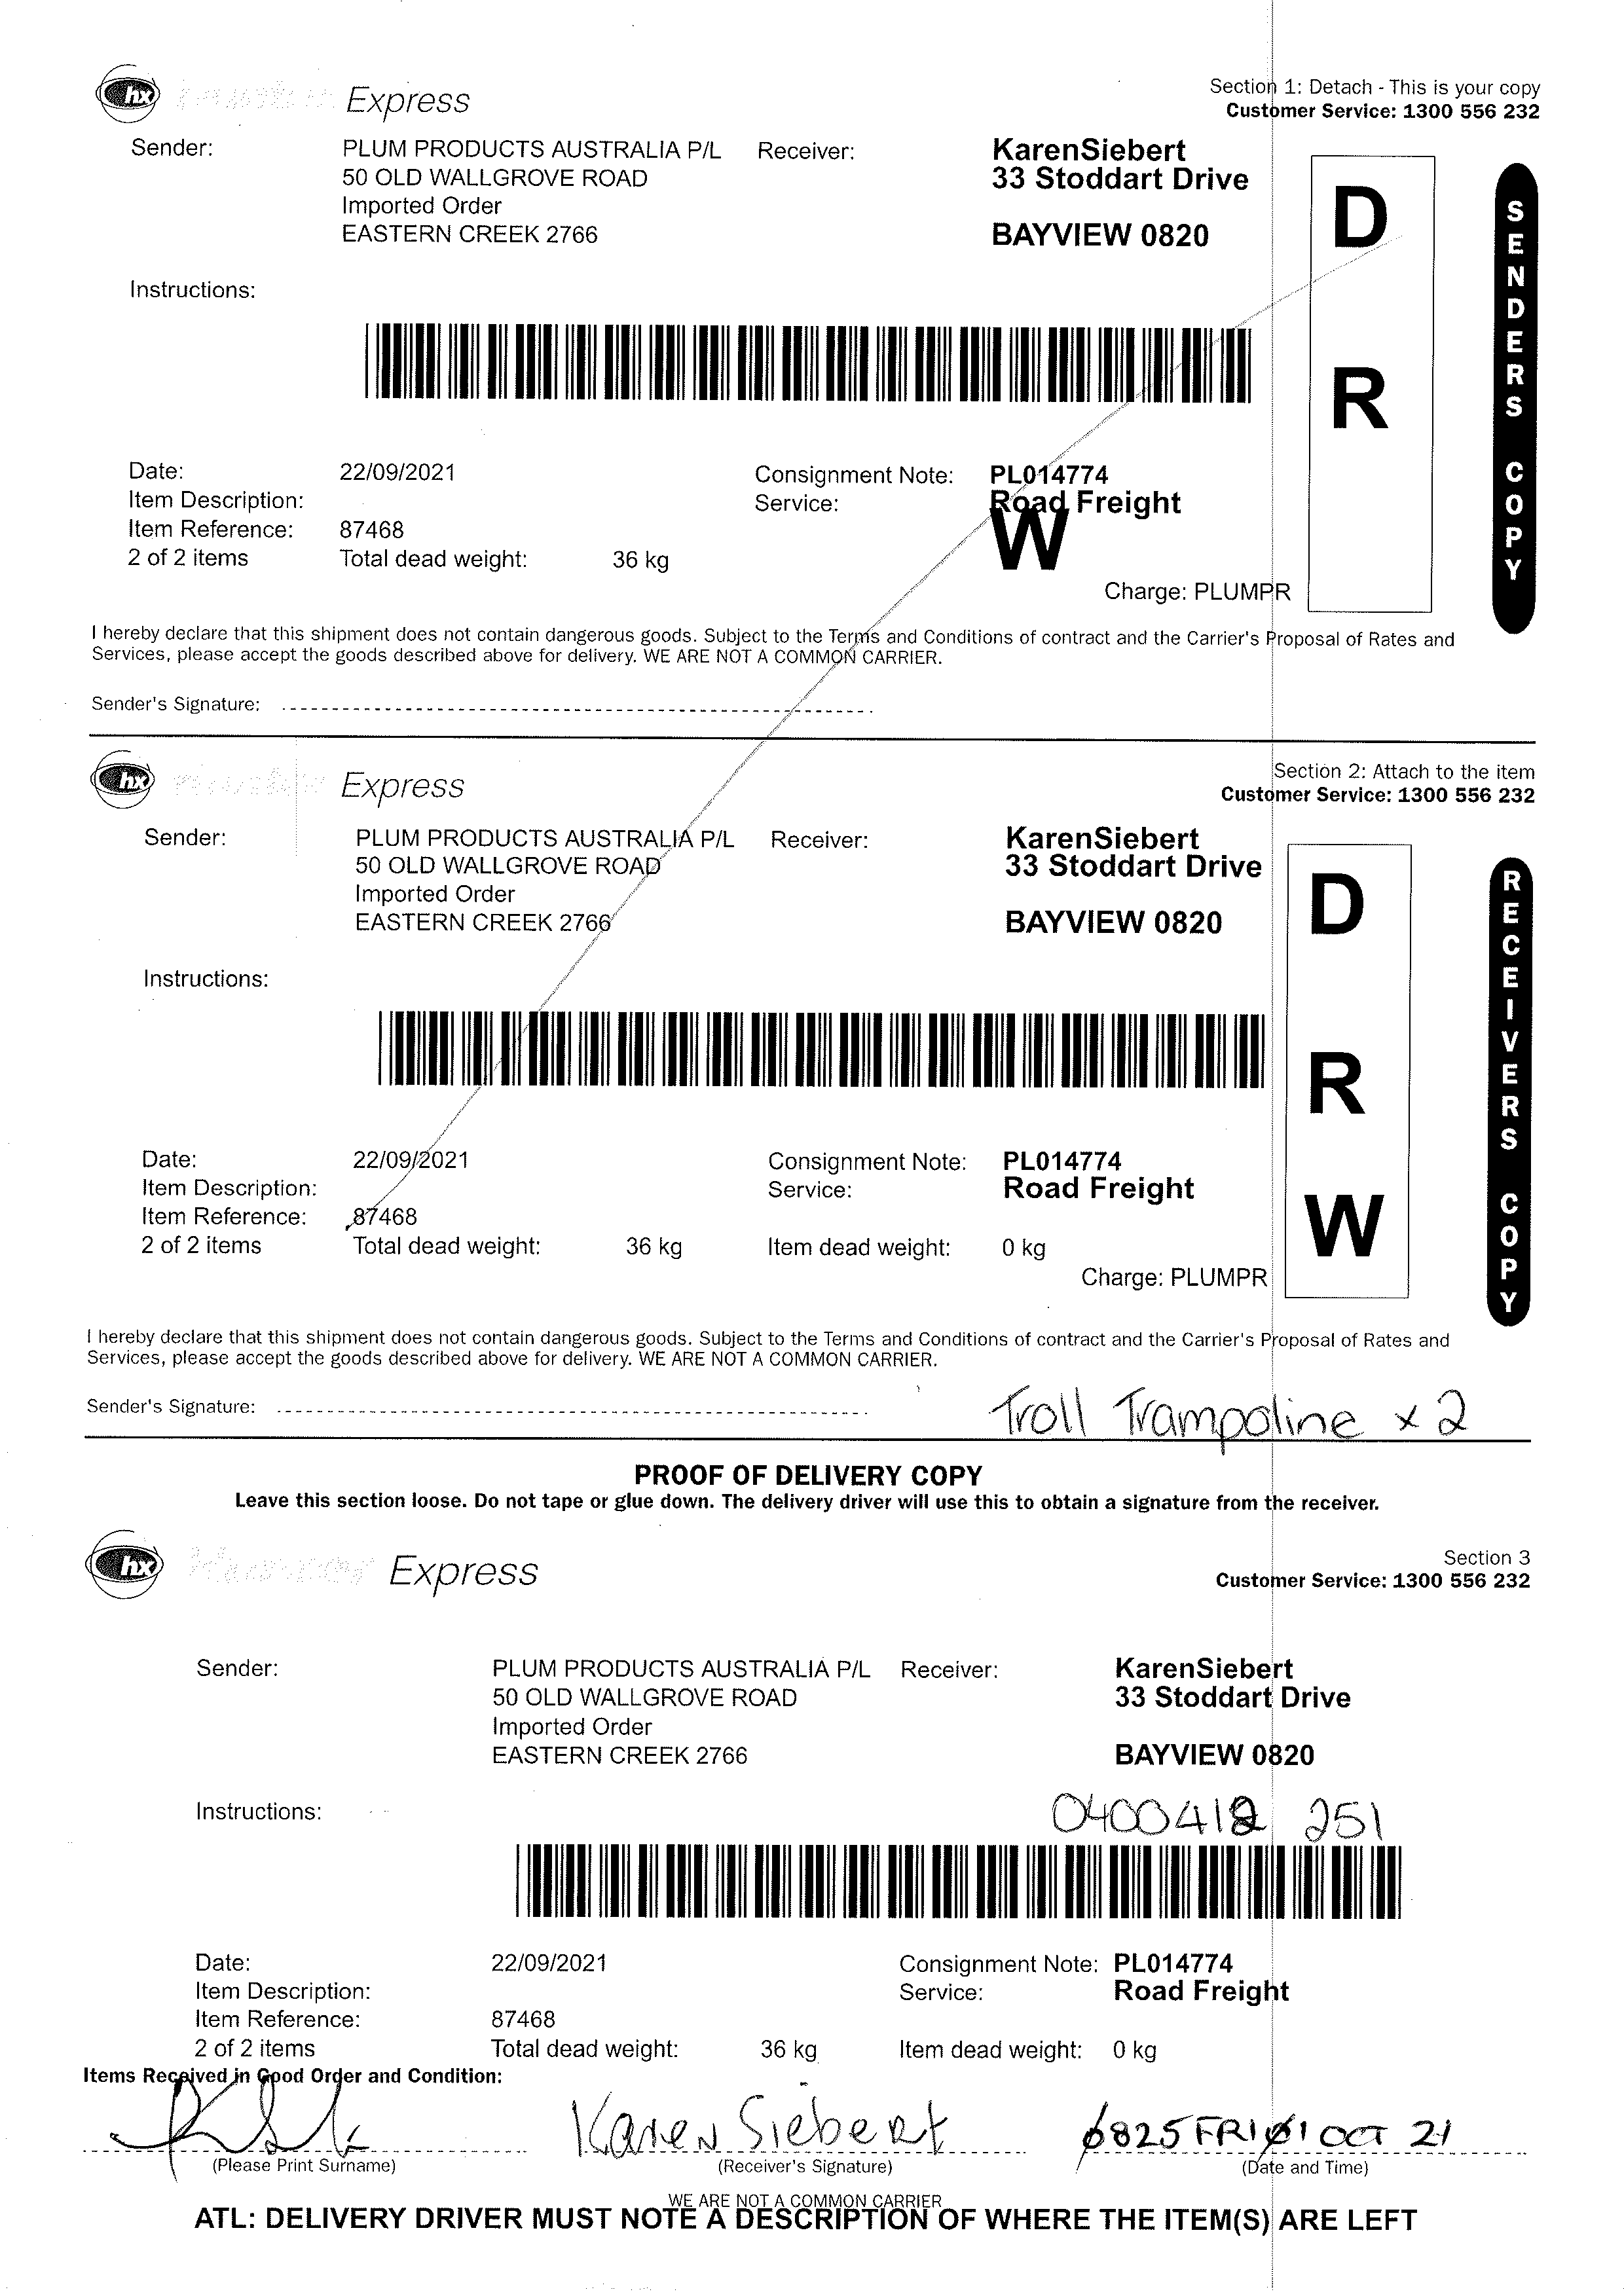 hx Express
Section 1: Detach - This is your copy
Customer Service: 1300 556 232
Sender: PLUM PRODUCTS AUSTRALIA P/L Receiver: KarenSiebert
50 OLD WALLGROVE ROAD 33 Stoddart Drive
Imported Order
EASTERN CREEK 2766 BAYVIEW 0820
D
R
SENDERS COPY
Instructions:
Date: 22/09/2021 Consignment Note: PL014774
Item Description: Service: Road Freight
Item Reference: 87468
W
2 of 2 items Total dead weight: 36 kg
Charge: PLUMPR
I hereby declare that this shipment does not contain dangerous goods. Subject to the Terms and Conditions of contract and the Carrier's Proposal of Rates and
Services, please accept the goods described above for delivery. WE ARE NOT A COMMON CARRIER.
Sender's Signature:
hx Express
Section 2: Attach to the item
Customer Service: 1300 556 232
Sender: PLUM PRODUCTS AUSTRALIA P/L Receiver: KarenSiebert
50 OLD WALLGROVE ROAD 33 Stoddart Drive
Imported Order
EASTERN CREEK 2766 BAYVIEW 0820
D
R
W
RECEIVERS COPY
Instructions:
Date: 22/09/2021 Consignment Note: PL014774
Item Description: Service: Road Freight
Item Reference: 87468
2 of 2 items Total dead weight: 36 kg Item dead weight: 0 kg
Charge: PLUMPR
I hereby declare that this shipment does not contain dangerous goods. Subject to the Terms and Conditions of contract and the Carrier's Proposal of Rates and
Services, please accept the goods described above for delivery. WE ARE NOT A COMMON CARRIER.
Sender's Signature:
Troll Trampoline x 2
PROOF OF DELIVERY COPY
Leave this section loose. Do not tape or glue down. The delivery driver will use this to obtain a signature from the receiver.
hx Express
Section 3
Customer Service: 1300 556 232
Sender: PLUM PRODUCTS AUSTRALIA P/L Receiver: KarenSiebert
50 OLD WALLGROVE ROAD 33 Stoddart Drive
Imported Order
EASTERN CREEK 2766 BAYVIEW 0820
Instructions:
0400412 251
Date: 22/09/2021 Consignment Note: PL014774
Item Description: Service: Road Freight
Item Reference: 87468
2 of 2 items Total dead weight: 36 kg Item dead weight: 0 kg
Items Received in Good Order and Condition:
Karen Siebert 0825 FRI 01 OCT 21
(Please Print Surname) (Receiver's Signature) (Date and Time)
WE ARE NOT A COMMON CARRIER
ATL: DELIVERY DRIVER MUST NOTE A DESCRIPTION OF WHERE THE ITEM(S) ARE LEFT